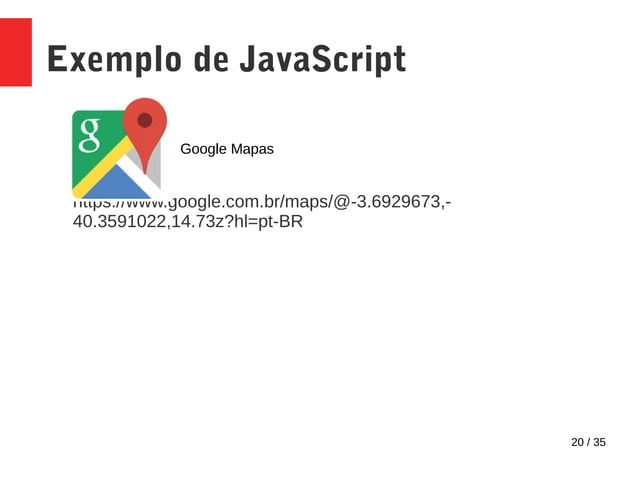 Exemplo de JavaScript
g
Google Mapas
https://www.google.com.br/maps/@-3.6929673,-
40.3591022,14.73z?hl=pt-BR
20 / 35